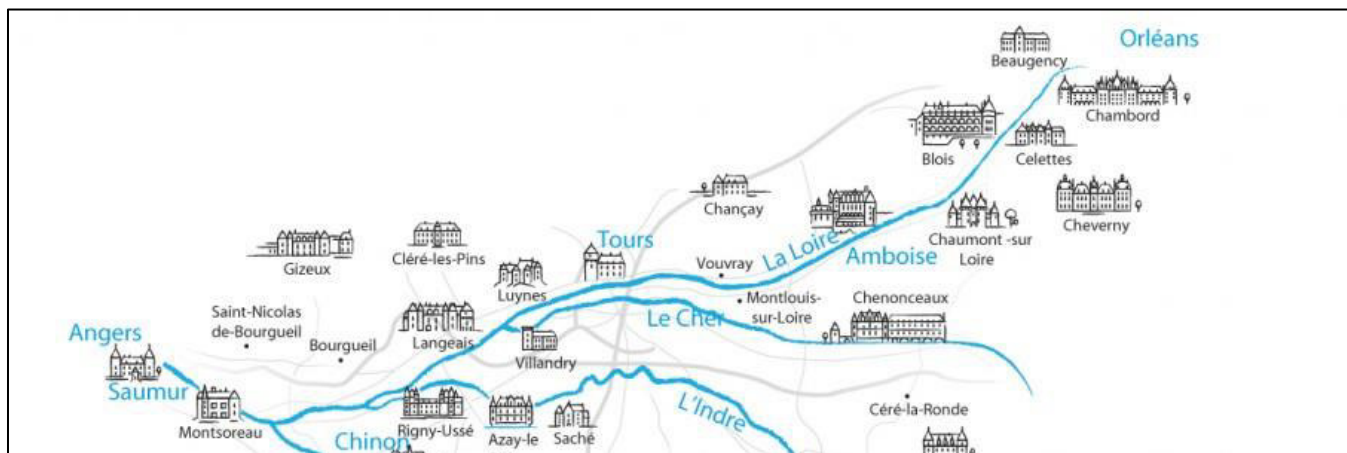 Orléans
Beaugency
Chambord
Blois
Celettes
Chançay
Cheverny
Chaumont -sur
Loire
La Loire
Amboise
Tours
Cléré-les-Pins
Gizeux
Vouvray
Luynes
Montlouis-
sur-Loire
Chenonceaux
Le Cher
Saint-Nicolas
de-Bourgueil
Bourgueil
Langeais
Villandry
Angers
Saumur
Montsoreau
Rigny-Ussé
Azay-le
Saché
L'Indre
Céré-la-Ronde
Chinon